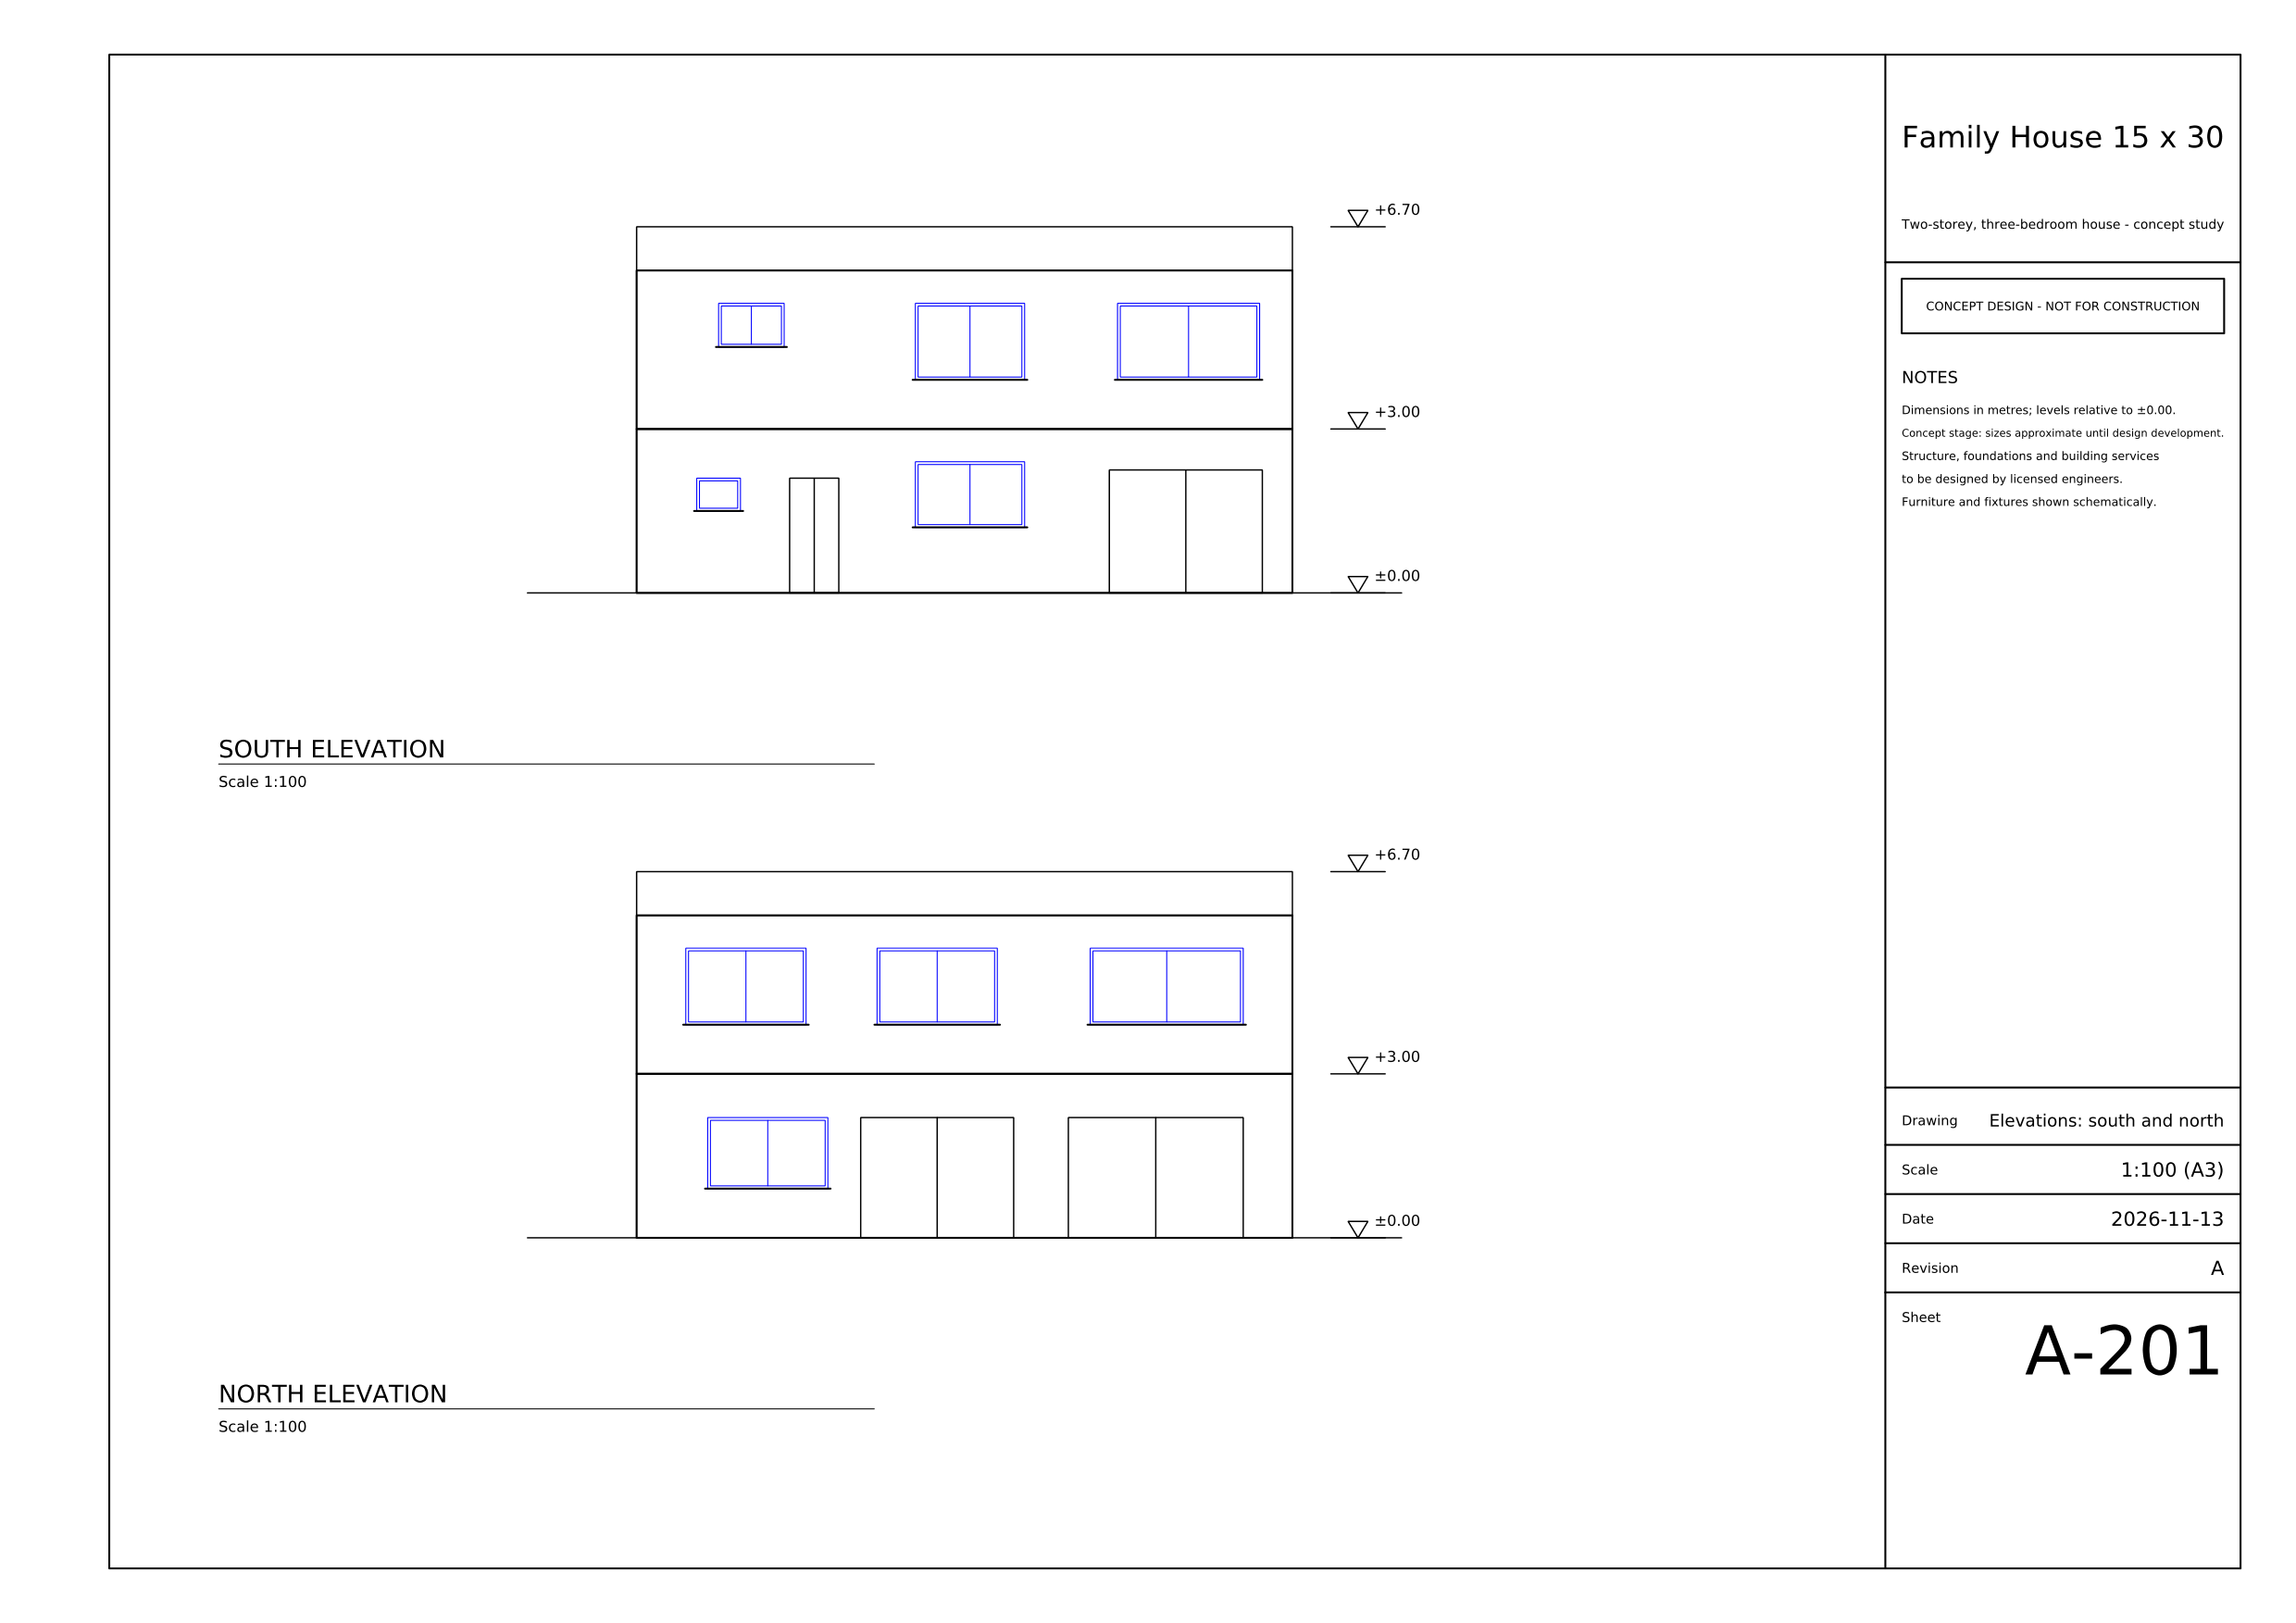 +6.70
+3.00
±0.00
SOUTH ELEVATION
Scale 1:100
+6.70
+3.00
±0.00
NORTH ELEVATION
Scale 1:100
Family House 15 x 30
Two-storey, three-bedroom house - concept study
CONCEPT DESIGN - NOT FOR CONSTRUCTION
NOTES
Dimensions in metres; levels relative to ±0.00.
Concept stage: sizes approximate until design development.
Structure, foundations and building services
to be designed by licensed engineers.
Furniture and fixtures shown schematically.
Drawing Elevations: south and north
Scale 1:100 (A3)
Date 2026-11-13
Revision A
Sheet
A-201